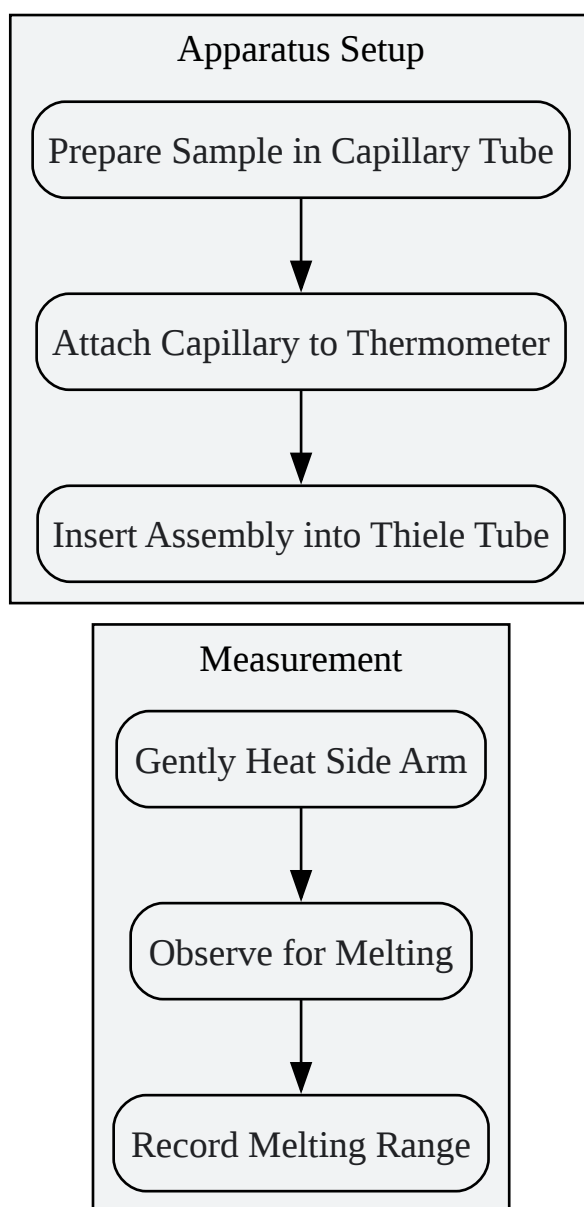 Apparatus Setup
Prepare Sample in Capillary Tube
Attach Capillary to Thermometer
Insert Assembly into Thiele Tube
Measurement
Gently Heat Side Arm
Observe for Melting
Record Melting Range